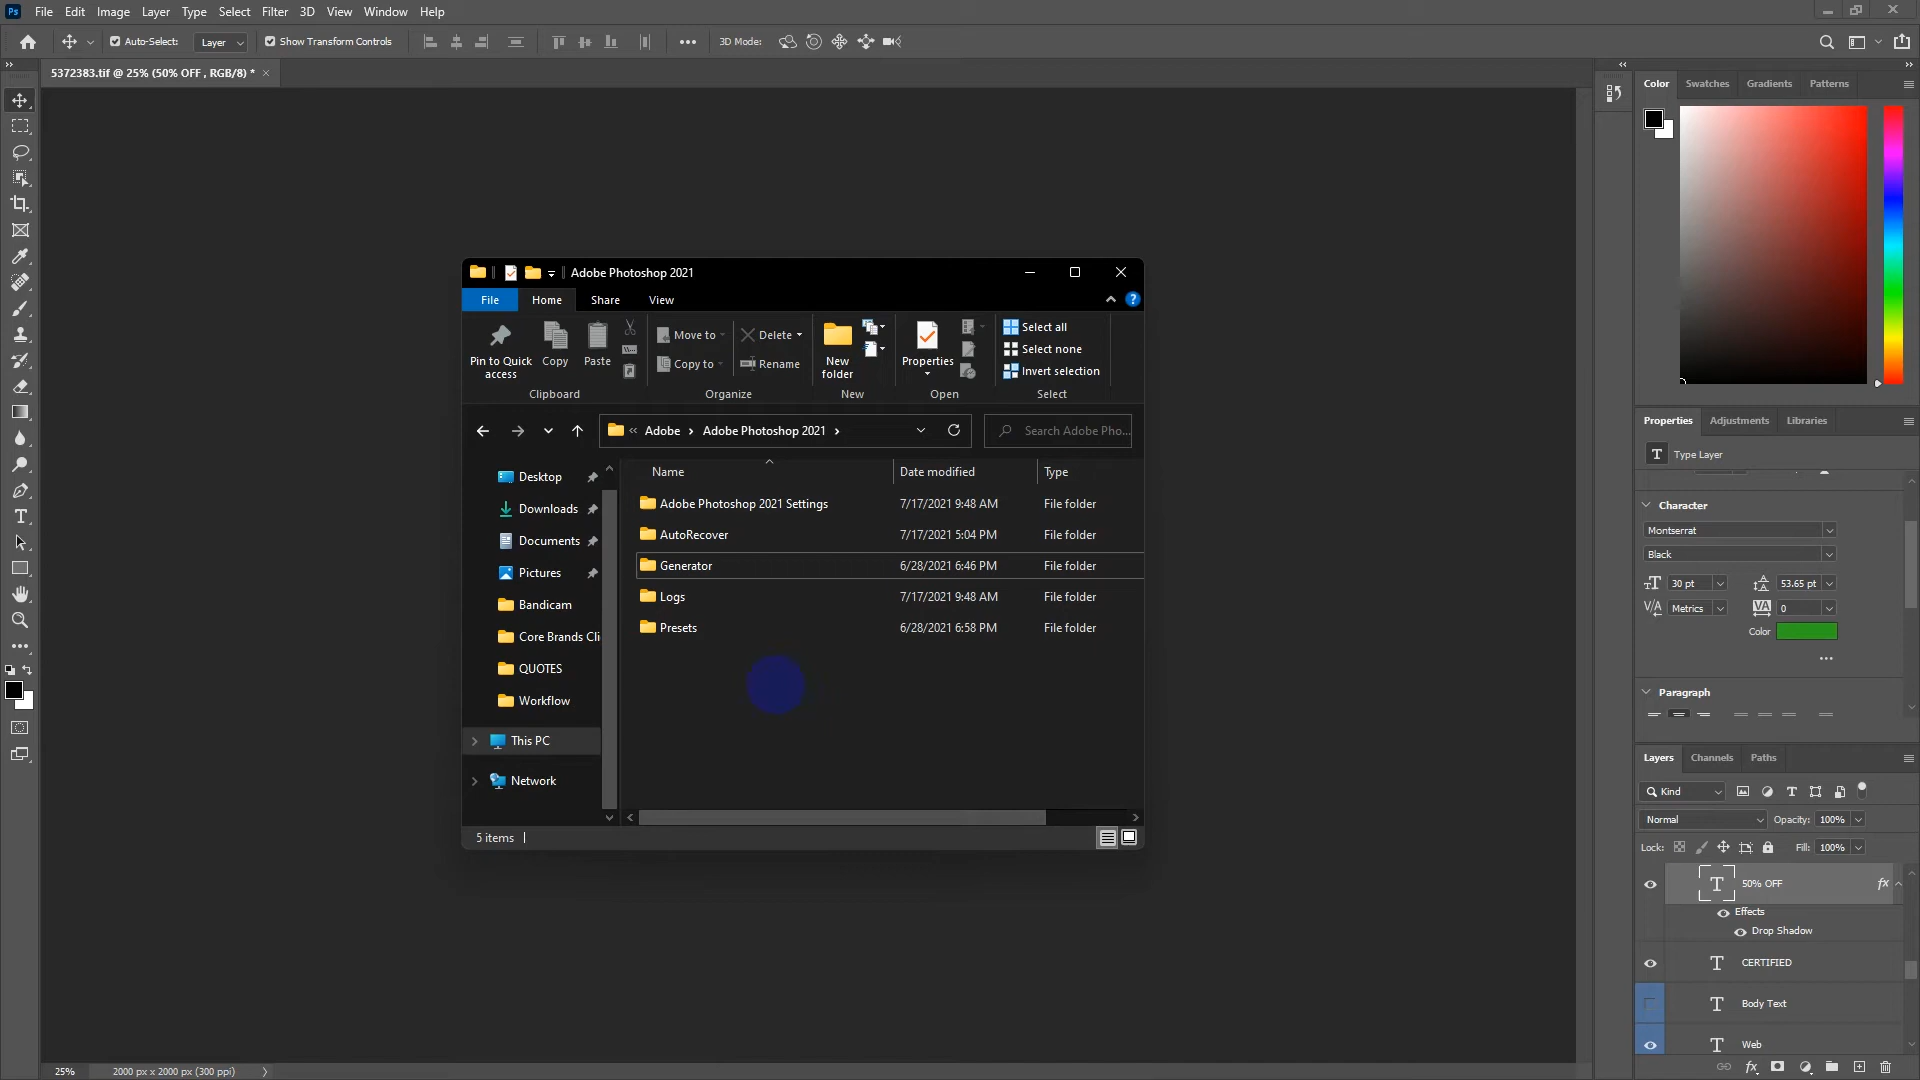 Ps File Edit Image Layer Type Select Filter 3D View Window Help
Auto-Select: Layer Show Transform Controls 3D Mode:
5372383.tif @ 25% (50% OFF , RGB/8) *
Color Swatches Gradients Patterns
Adobe Photoshop 2021
File Home Share View
Pin to Quick access
Copy
Paste
Move to
Copy to
Delete
Rename
New folder
Properties
Select all
Select none
Invert selection
Clipboard Organize New Open Select
Adobe Adobe Photoshop 2021 Search Adobe Pho...
Name Date modified Type
Adobe Photoshop 2021 Settings 7/17/2021 9:48 AM File folder
AutoRecover 7/17/2021 5:04 PM File folder
Generator 6/28/2021 6:46 PM File folder
Logs 7/17/2021 9:48 AM File folder
Presets 6/28/2021 6:58 PM File folder
Desktop
Downloads
Documents
Pictures
Bandicam
Core Brands Cli
QUOTES
Workflow
This PC
Network
5 items
Properties Adjustments Libraries
T Type Layer
Character
Montserrat
Black
30 pt 53.65 pt
Metrics 0
Color
Paragraph
Layers Channels Paths
Kind
Normal Opacity: 100%
Lock: Fill: 100%
T 50% OFF fx
Effects
Drop Shadow
T CERTIFIED
T Body Text
T Web
25% 2000 px x 2000 px (300 ppi)